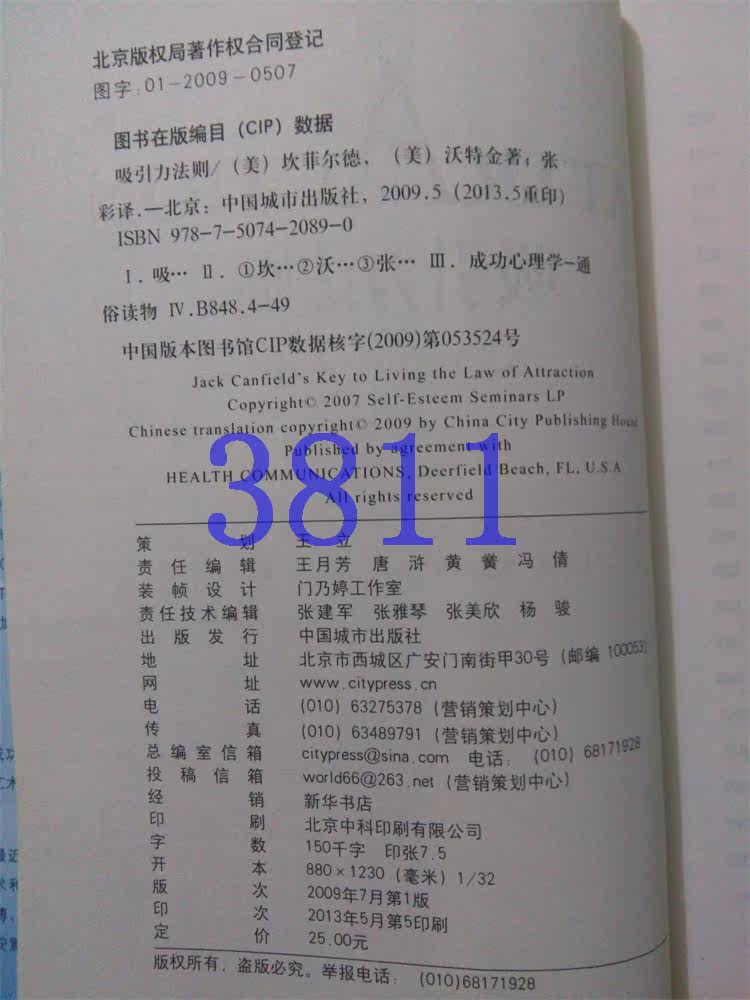 北京版权局著作权合同登记
图字:01-2009-0507
图书在版编目（CIP）数据
吸引力法则/（美）坎菲尔德，（美）沃特金著；张
彩译.—北京：中国城市出版社，2009.5（2013.5重印）
ISBN 978-7-5074-2089-0
Ⅰ.吸… Ⅱ.①坎…②沃…③张… Ⅲ.成功心理学-通
俗读物 Ⅳ.B848.4-49
中国版本图书馆CIP数据核字(2009)第053524号
Jack Canfield's Key to Living the Law of Attraction
Copyright© 2007 Self-Esteem Seminars LP
Chinese translation copyright© 2009 by China City Publishing House
Published by agreement with
HEALTH COMMUNICATIONS, Deerfield Beach, FL, U.S.A
All rights reserved
3811
策划 王立
责任编辑 王月芳 唐浒 黄黉 冯倩
装帧设计 门乃婷工作室
责任技术编辑 张建军 张雅琴 张美欣 杨骏
出版发行 中国城市出版社
地址 北京市西城区广安门南街甲30号（邮编 100053）
网址 www.citypress.cn
电话 (010) 63275378（营销策划中心）
传真 (010) 63489791（营销策划中心）
总编室信箱 citypress@sina.com 电话：(010) 68171928
投稿信箱 world66@263.net（营销策划中心）
经销 新华书店
印刷 北京中科印刷有限公司
字数 150千字 印张7.5
开本 880×1230（毫米）1/32
版次 2009年7月第1版
印次 2013年5月第5印刷
定价 25.00元
版权所有，盗版必究。举报电话：(010)68171928